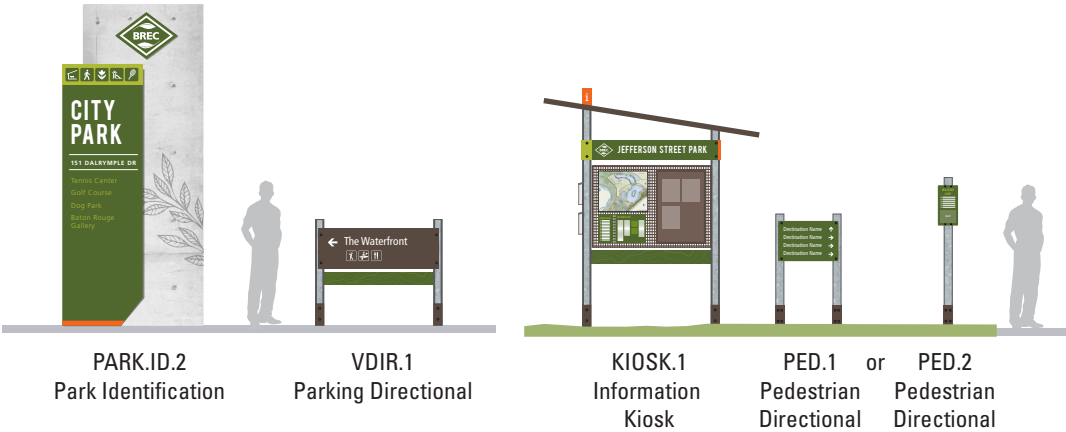 BREC
CITY
PARK
151 DALRYMPLE DR
Tennis Center
Golf Course
Dog Park
Baton Rouge
Gallery
The Waterfront
JEFFERSON STREET PARK
Destination Name
Destination Name
Destination Name
Destination Name
PARK.ID.2
Park Identification
VDIR.1
Parking Directional
KIOSK.1
Information
Kiosk
PED.1
Pedestrian
Directional
or
PED.2
Pedestrian
Directional